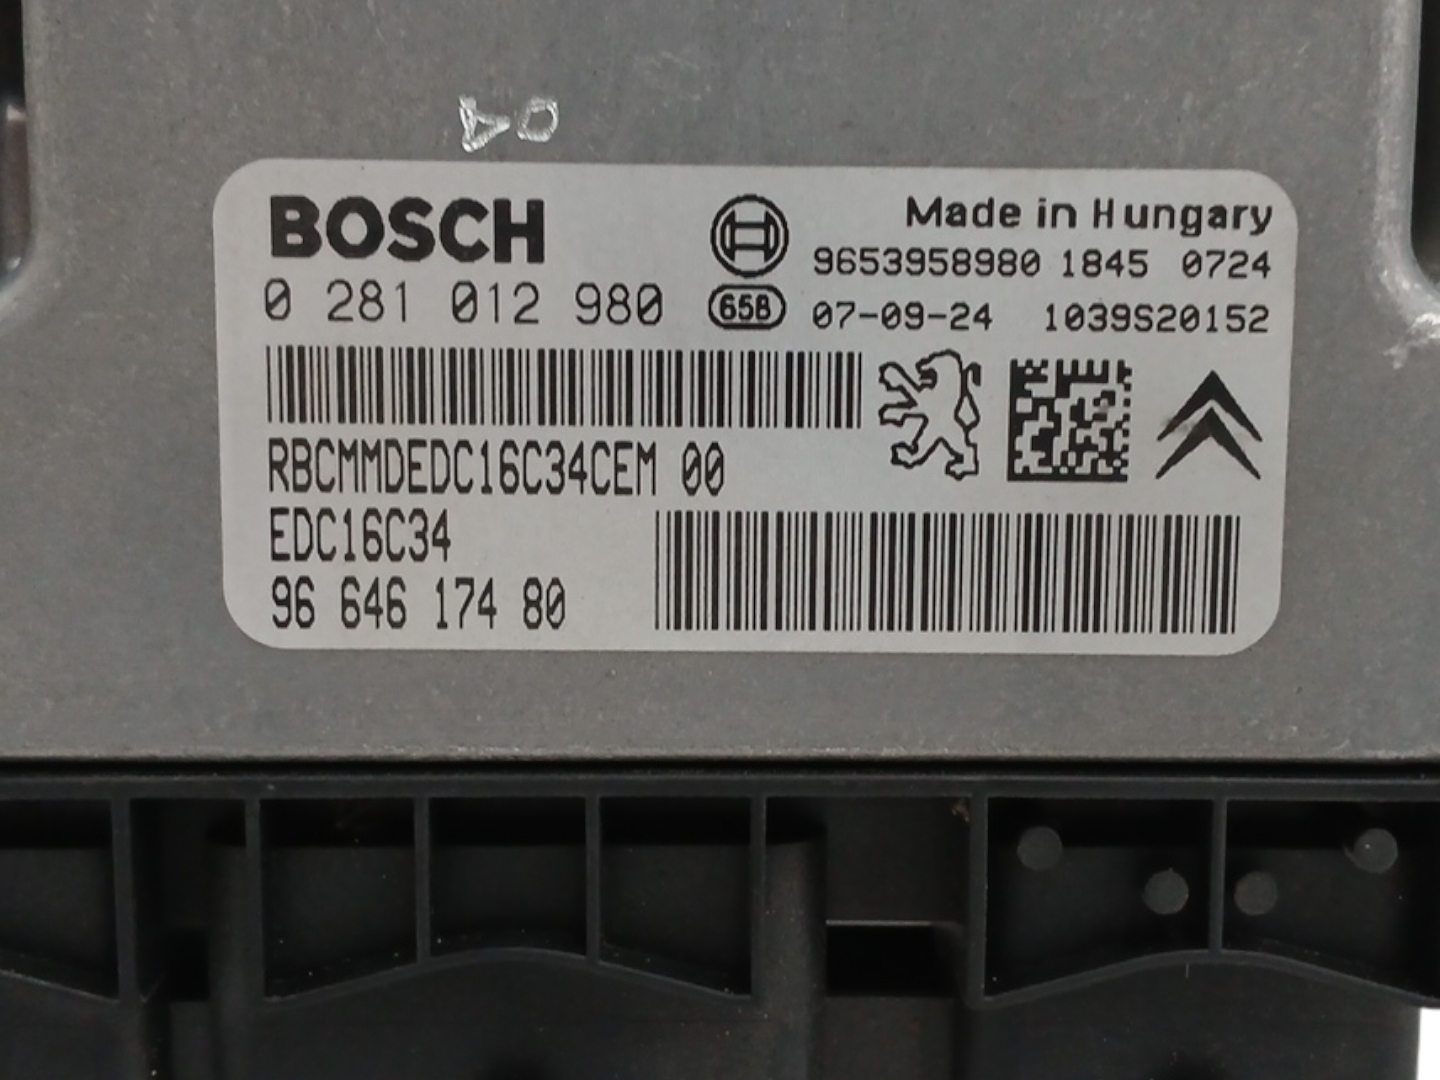 BOSCH
Made in Hungary
9653958980 1845 0724
0 281 012 980
65B 07-09-24 1039S20152
RBCMMDEDC16C34CEM 00
EDC16C34
96 646 174 80